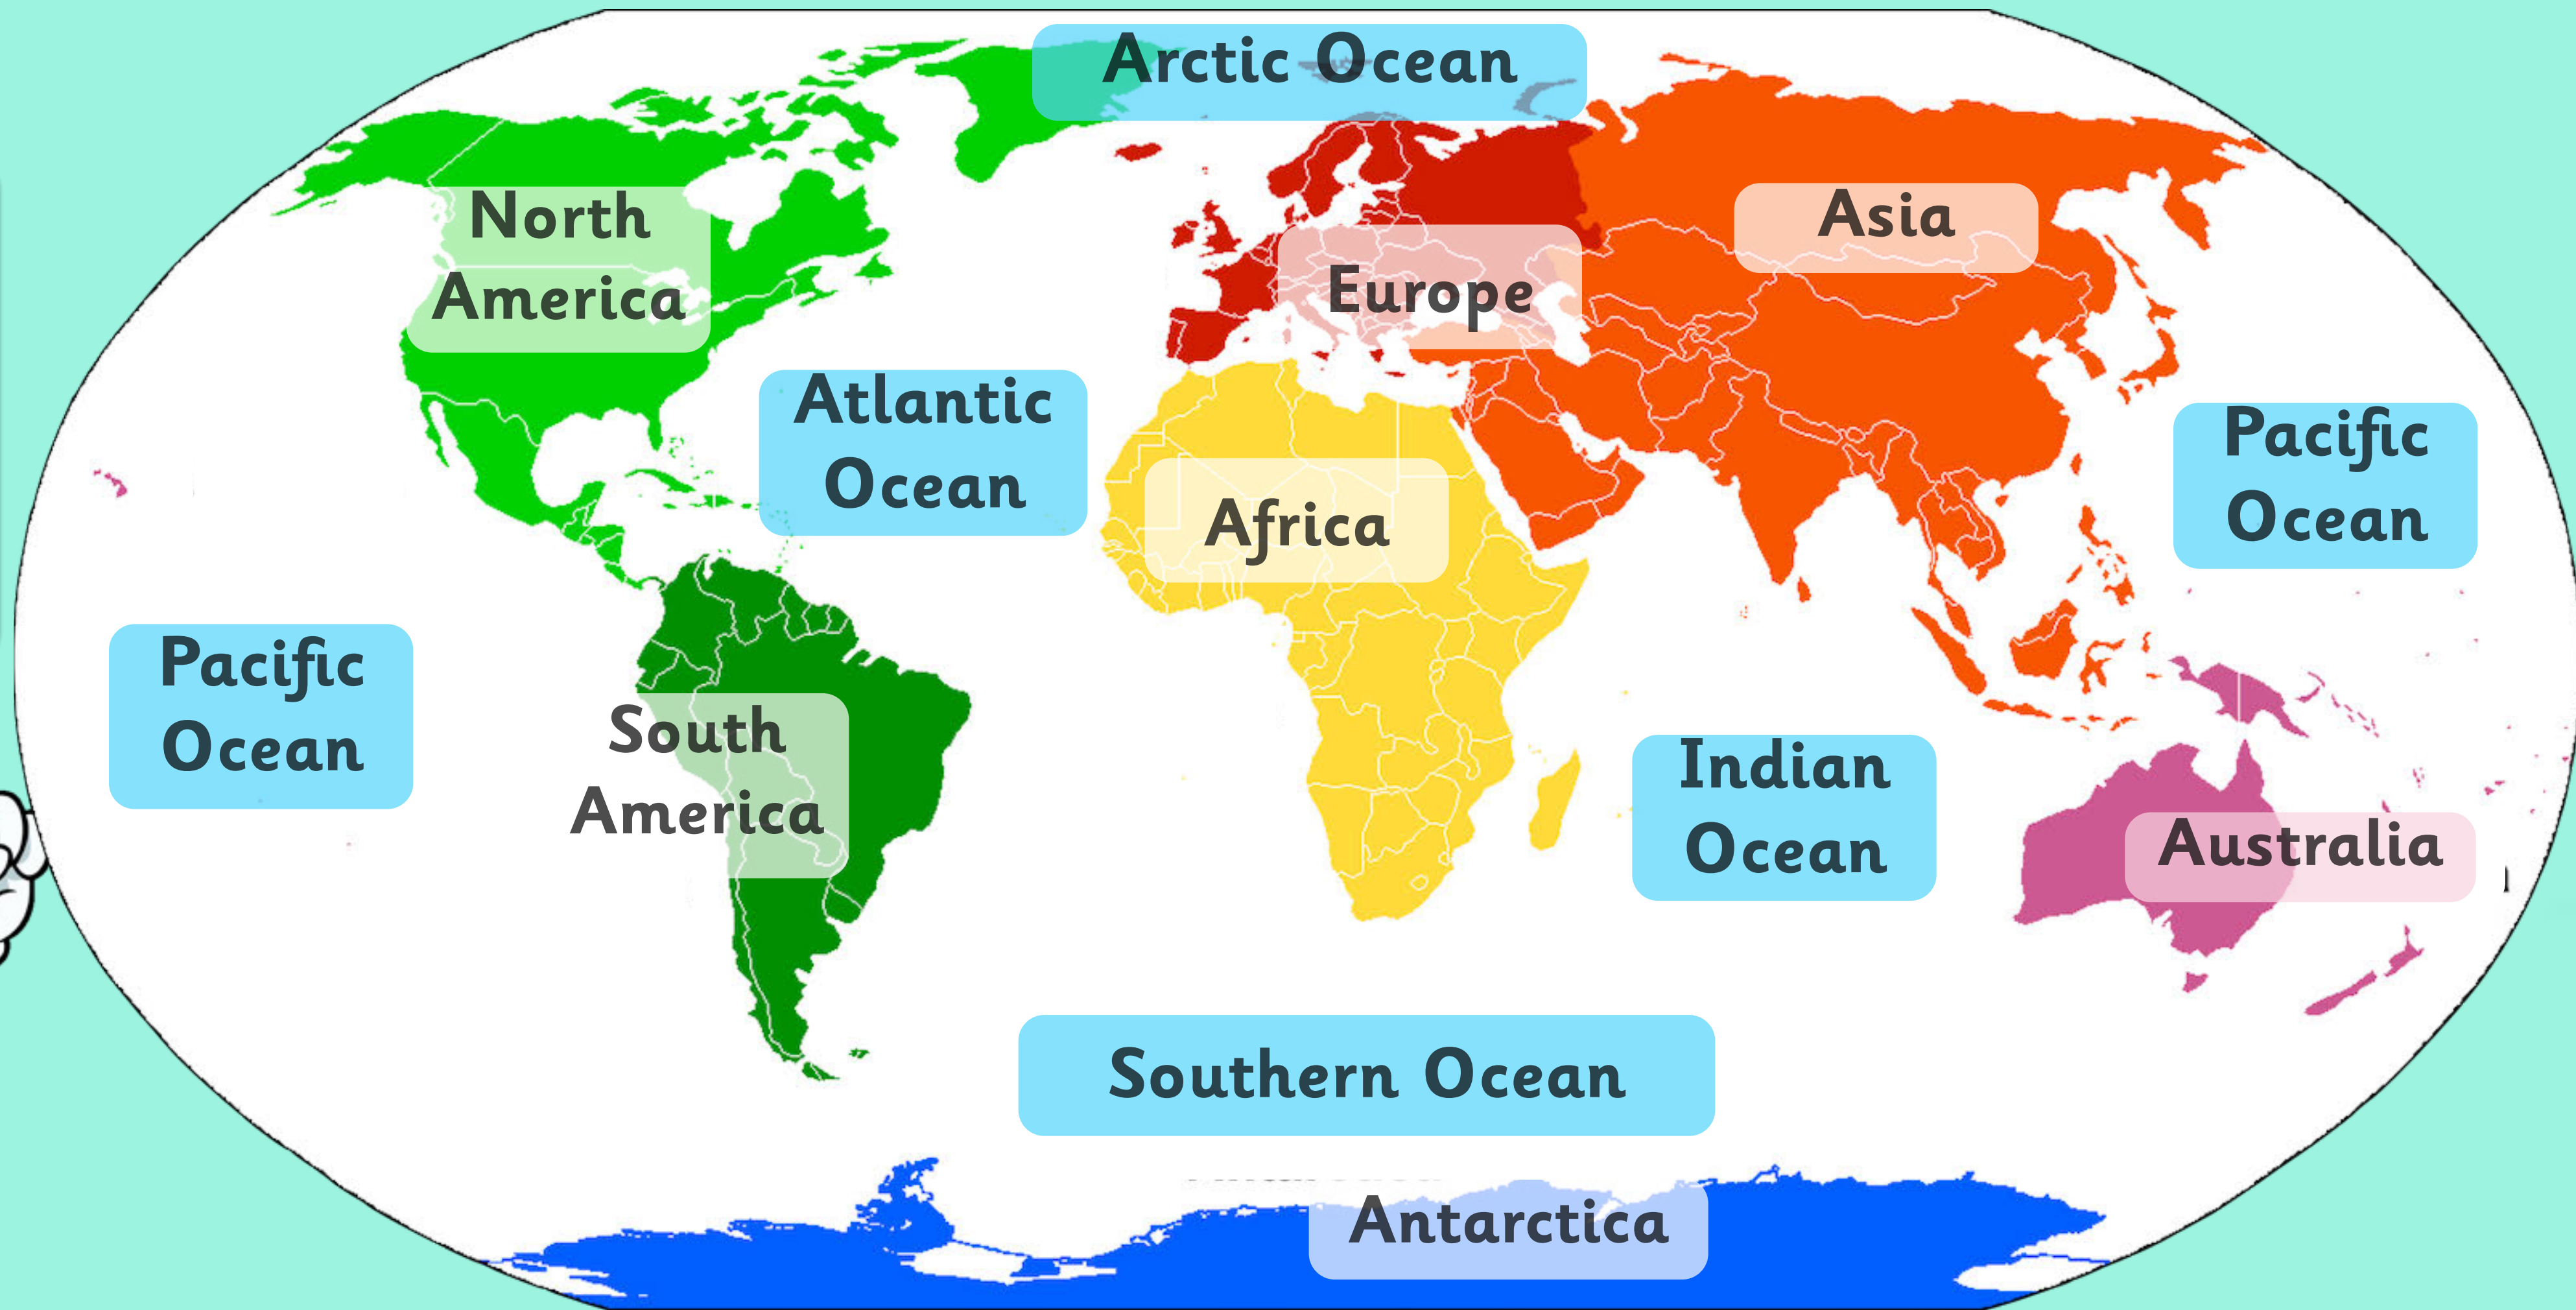 Arctic Ocean
North
America
Asia
Europe
Atlantic
Ocean
Pacific
Ocean
Africa
Pacific
Ocean
South
America
Indian
Ocean
Australia
Southern Ocean
Antarctica